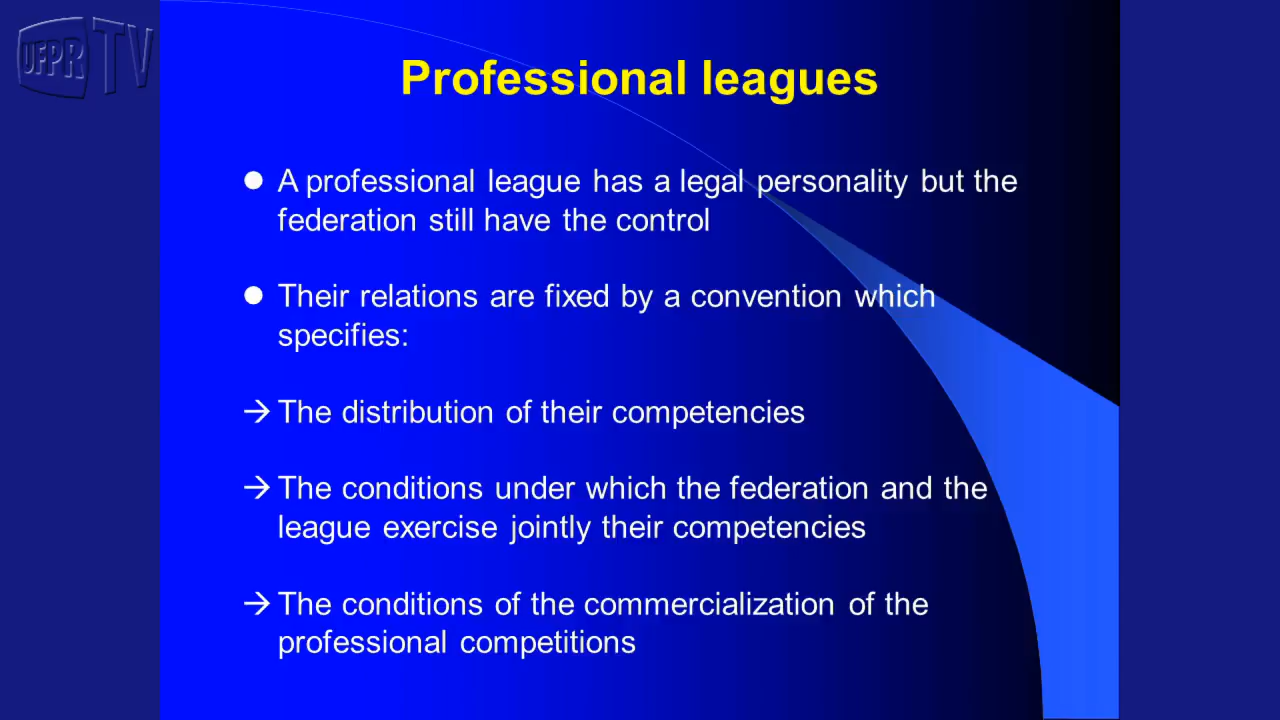 UFPR TV
Professional leagues
● A professional league has a legal personality but the
federation still have the control
● Their relations are fixed by a convention which
specifies:
→ The distribution of their competencies
→ The conditions under which the federation and the
league exercise jointly their competencies
→ The conditions of the commercialization of the
professional competitions